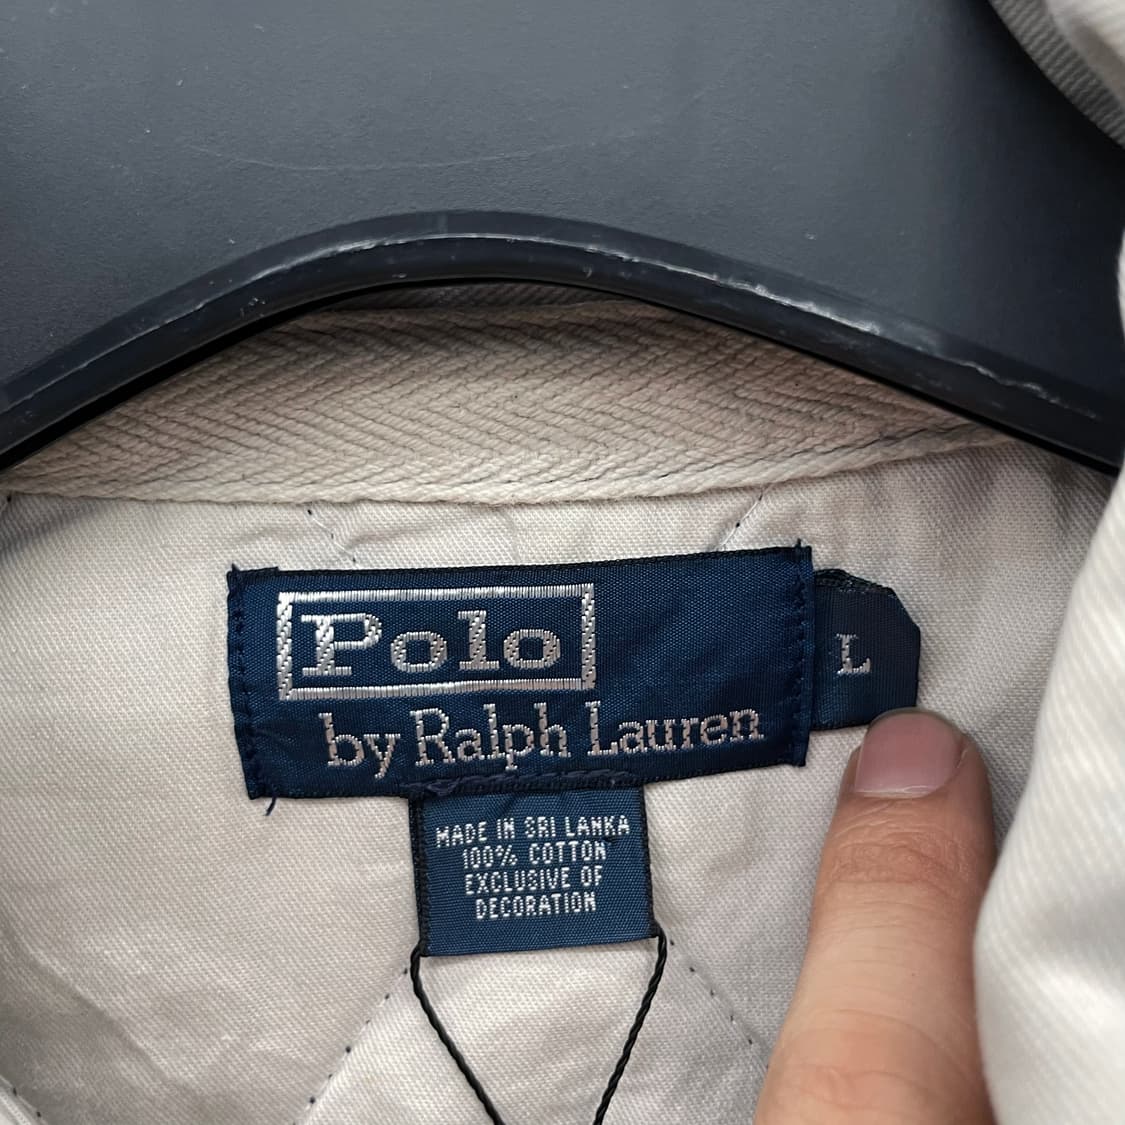 Polo
by Ralph Lauren
L
MADE IN SRI LANKA
100% COTTON
EXCLUSIVE OF
DECORATION